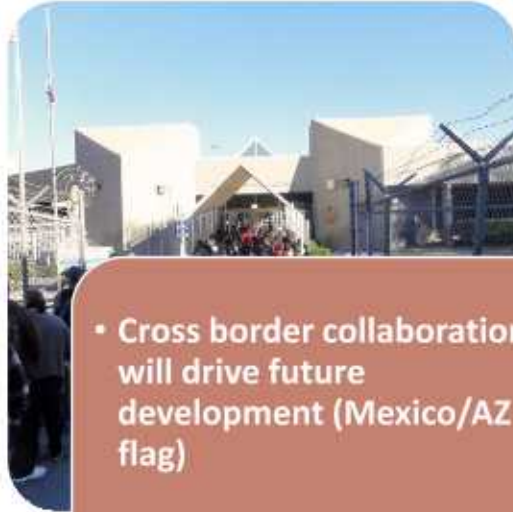 • Cross border collaboration
will drive future
development (Mexico/AZ
flag)